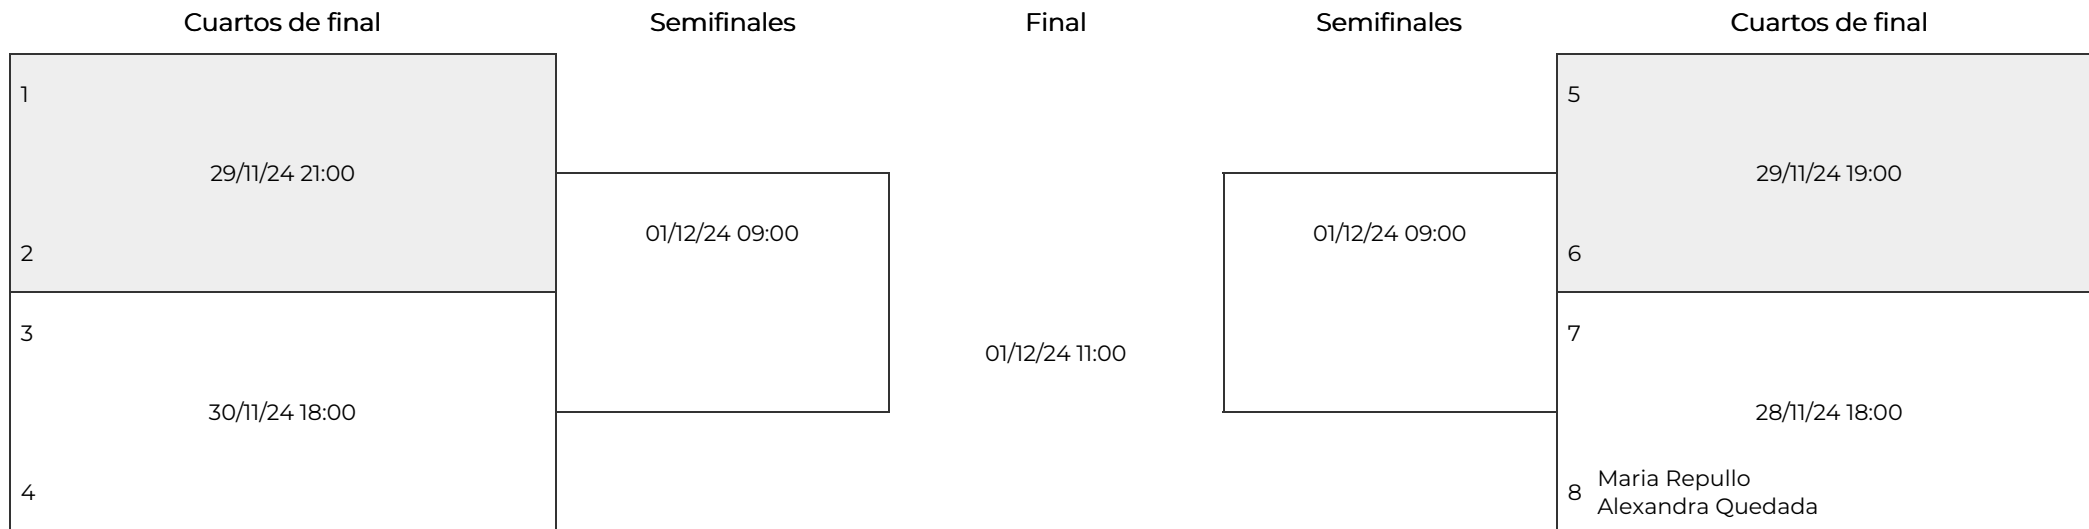 Cuartos de final Semifinales Final Semifinales Cuartos de final
1 5
29/11/24 21:00 29/11/24 19:00
01/12/24 09:00 01/12/24 09:00
2 6
3 7
01/12/24 11:00
30/11/24 18:00 28/11/24 18:00
Maria Repullo
4 8
Alexandra Quedada